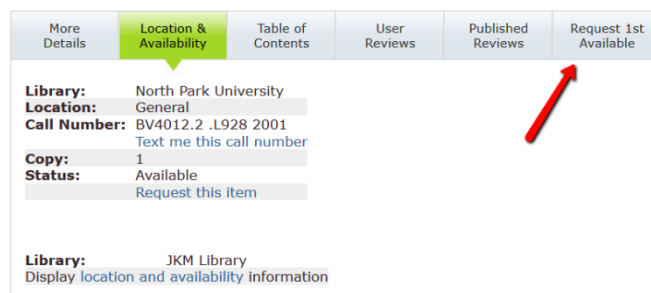 More Details
Location & Availability
Table of Contents
User Reviews
Published Reviews
Request 1st Available
Library: North Park University
Location: General
Call Number: BV4012.2 .L928 2001
Text me this call number
Copy: 1
Status: Available
Request this item
Library: JKM Library
Display location and availability information